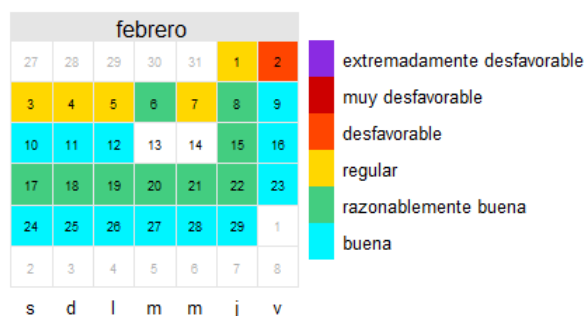 febrero
27 28 29 30 31 1 2
3 4 5 6 7 8 9
10 11 12 13 14 15 16
17 18 19 20 21 22 23
24 25 26 27 28 29 1
2 3 4 5 6 7 8
s d l m m j v
extremadamente desfavorable
muy desfavorable
desfavorable
regular
razonablemente buena
buena